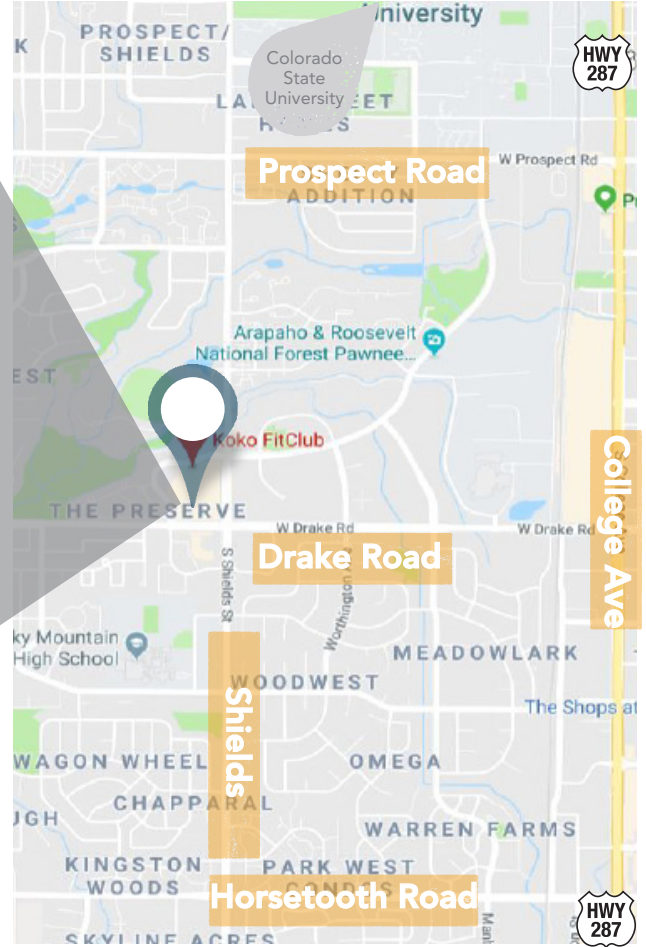 University
PROSPECT/
SHIELDS
K
HWY
287
Colorado
State
University
Prospect Road
W Prospect Rd
ADDITION
Arapaho & Roosevelt
National Forest Pawnee...
EST
Koko FitClub
THE PRESERVE
W Drake Rd
W Drake Rd
Drake Road
College Ave
S Shields St
ky Mountain
High School
MEADOWLARK
WOODWEST
The Shops at
Shields
WAGON WHEEL
OMEGA
CHAPPARAL
UGH
WARREN FARMS
KINGSTON
WOODS
PARK WEST
CONDOS
Horsetooth Road
HWY
287
SKYLINE ACRES